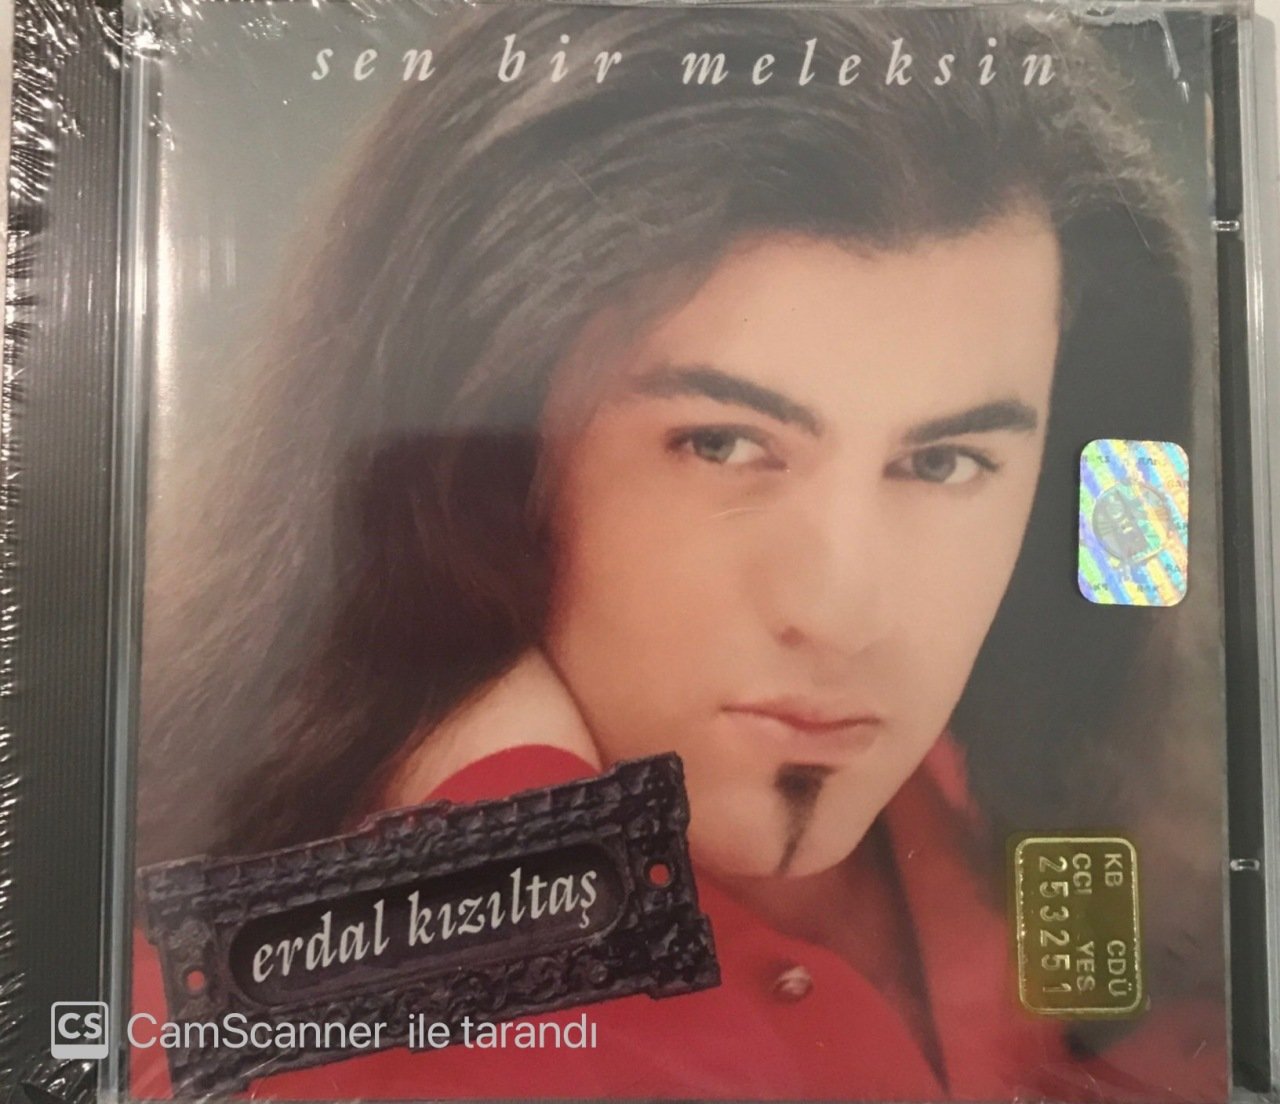 sen bir meleksin
erdal kızıltaş
KB CDÜ
CCI YES
253251
CS CamScanner ile tarandı